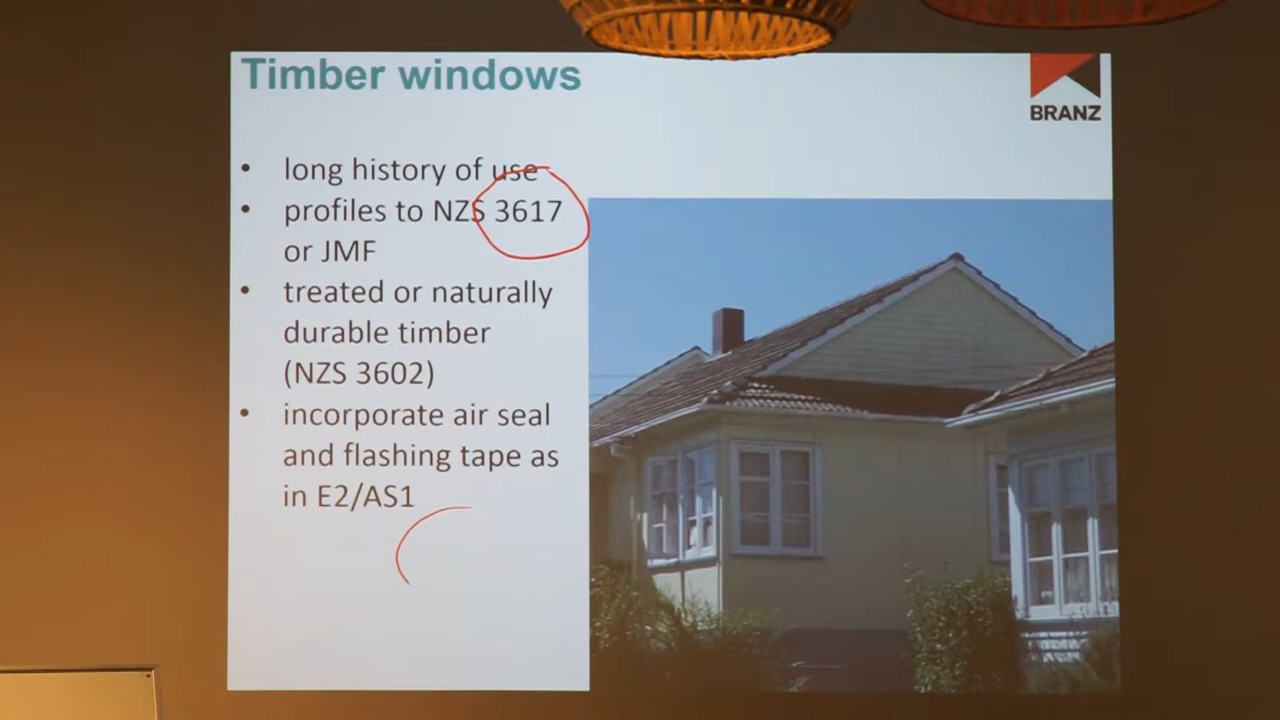 Timber windows
BRANZ
• long history of use
• profiles to NZS 3617
or JMF
• treated or naturally
durable timber
(NZS 3602)
• incorporate air seal
and flashing tape as
in E2/AS1